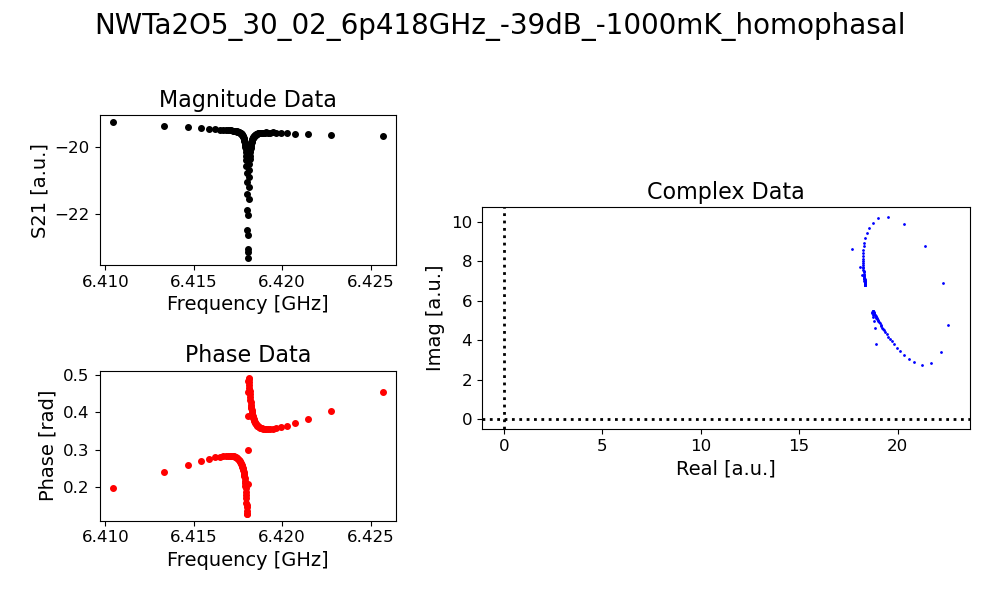 NWTa2O5_30_02_6p418GHz_-39dB_-1000mK_homophasal
Magnitude Data
S21 [a.u.]
−20
−22
6.410 6.415 6.420 6.425
Frequency [GHz]
Phase Data
Phase [rad]
0.5
0.4
0.3
0.2
6.410 6.415 6.420 6.425
Frequency [GHz]
Complex Data
Imag [a.u.]
10
8
6
4
2
0
0 5 10 15 20
Real [a.u.]